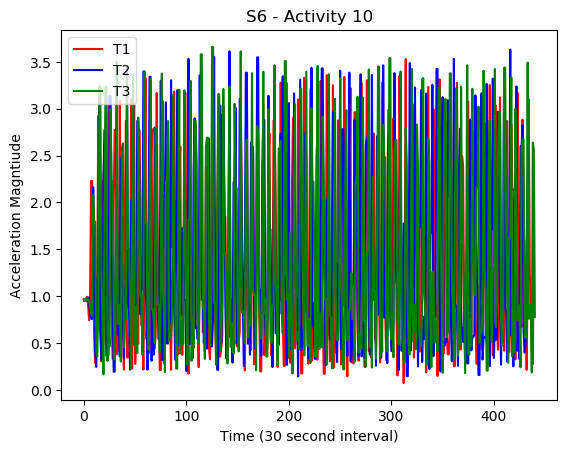 S6 - Activity 10
T1
T2
T3
3.5
3.0
2.5
2.0
1.5
1.0
0.5
0.0
Acceleration Magntiude
0 100 200 300 400
Time (30 second interval)